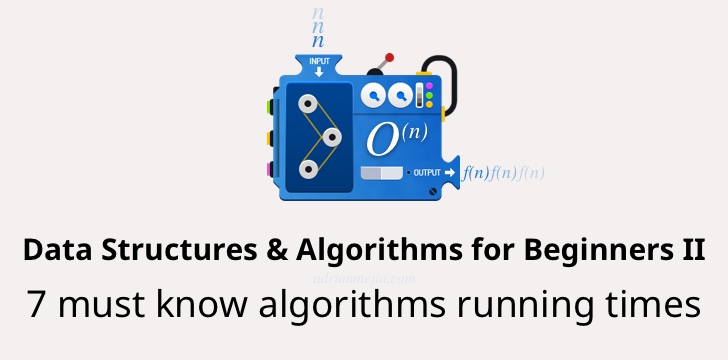 n
n
n
INPUT
O(n)
OUTPUT
f(n) f(n) f(n)
Data Structures & Algorithms for Beginners II
adrianmejia.com
7 must know algorithms running times